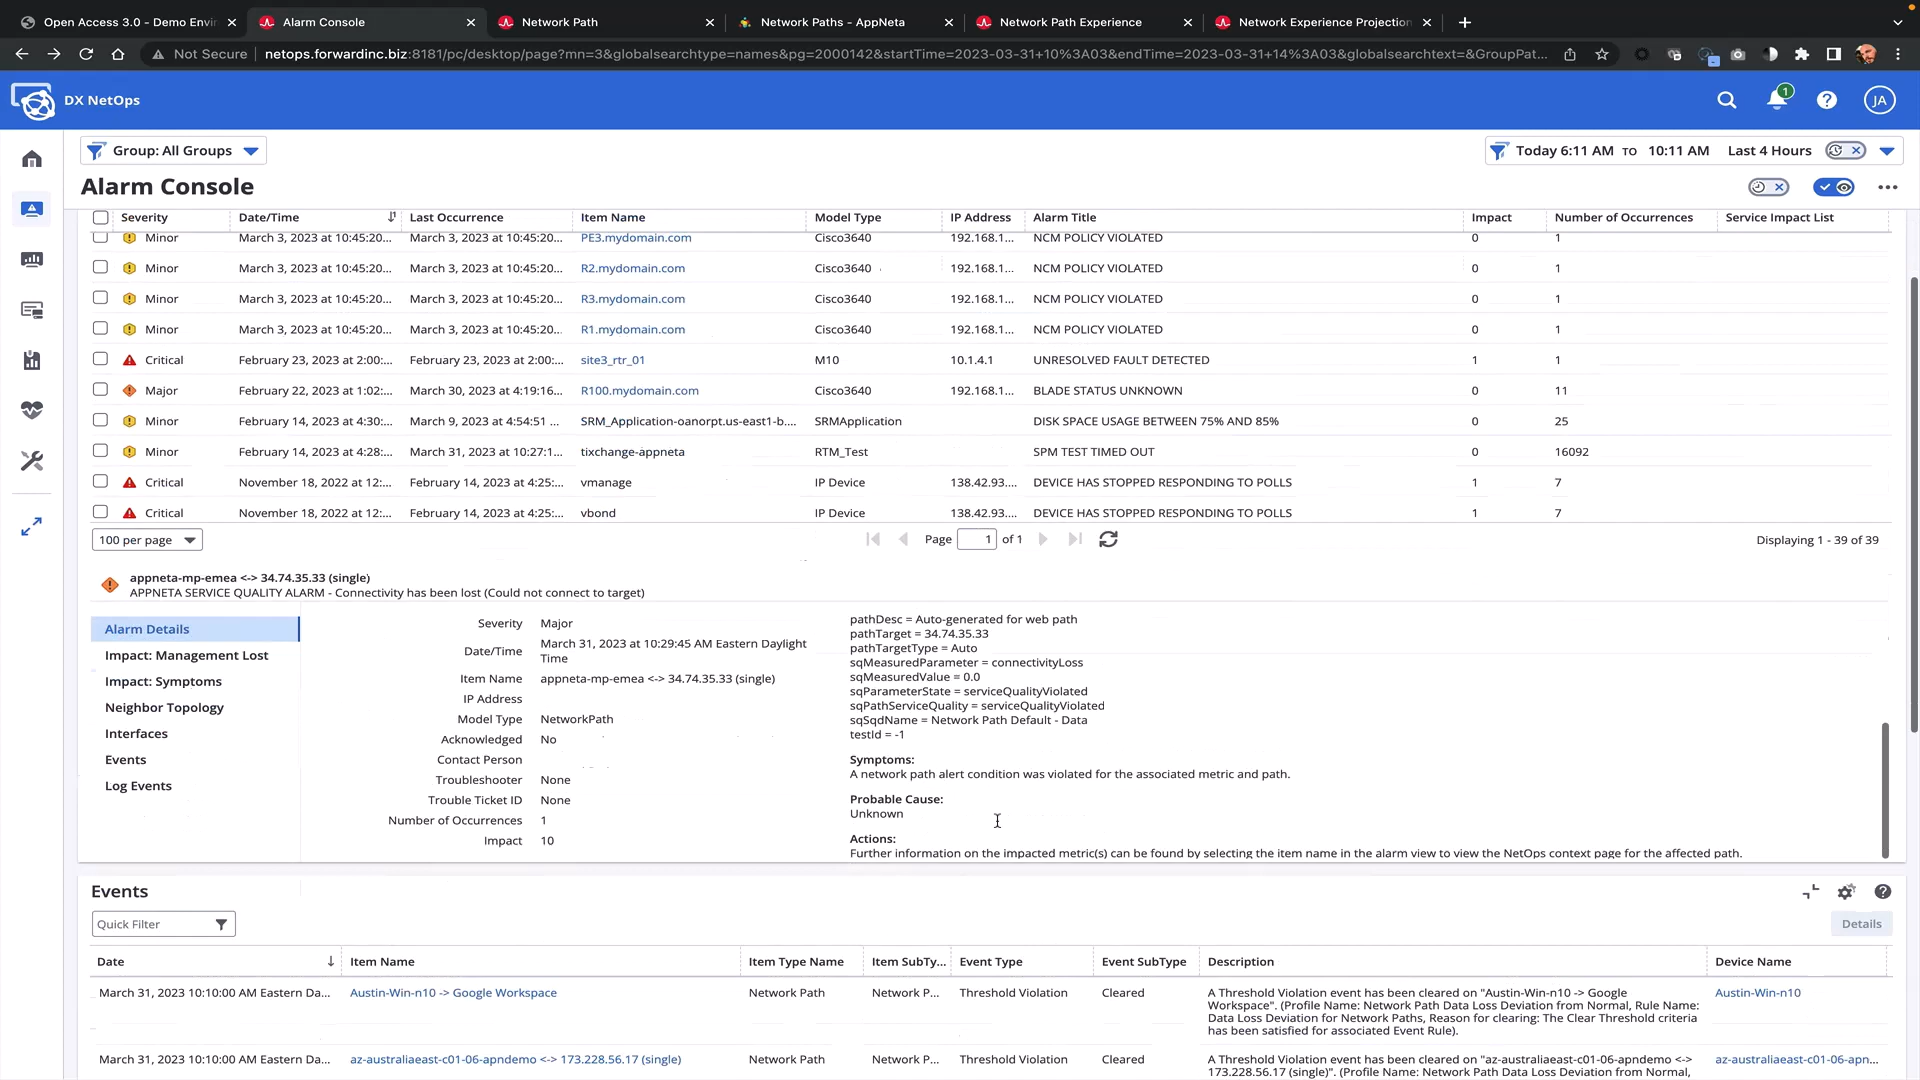 Open Access 3.0 - Demo Envi
Alarm Console
Network Path
Network Paths - AppNeta
Network Path Experience
Network Experience Projection
Not Secure
netops.forwardinc.biz:8181/pc/desktop/page?mn=3&globalsearchtype=names&pg=2000142&startTime=2023-03-31+10%3A03&endTime=2023-03-31+14%3A03&globalsearchtext=&GroupPat...
DX NetOps
1
JA
Group: All Groups
Today 6:11 AM TO 10:11 AM Last 4 Hours
Alarm Console
Severity Date/Time Last Occurrence Item Name Model Type IP Address Alarm Title Impact Number of Occurrences Service Impact List
Minor March 3, 2023 at 10:45:20... March 3, 2023 at 10:45:20... PE3.mydomain.com Cisco3640 192.168.1... NCM POLICY VIOLATED 0 1
Minor March 3, 2023 at 10:45:20... March 3, 2023 at 10:45:20... R2.mydomain.com Cisco3640 192.168.1... NCM POLICY VIOLATED 0 1
Minor March 3, 2023 at 10:45:20... March 3, 2023 at 10:45:20... R3.mydomain.com Cisco3640 192.168.1... NCM POLICY VIOLATED 0 1
Minor March 3, 2023 at 10:45:20... March 3, 2023 at 10:45:20... R1.mydomain.com Cisco3640 192.168.1... NCM POLICY VIOLATED 0 1
Critical February 23, 2023 at 2:00:... February 23, 2023 at 2:00:... site3_rtr_01 M10 10.1.4.1 UNRESOLVED FAULT DETECTED 1 1
Major February 22, 2023 at 1:02:... March 30, 2023 at 4:19:16... R100.mydomain.com Cisco3640 192.168.1... BLADE STATUS UNKNOWN 0 11
Minor February 14, 2023 at 4:30:... March 9, 2023 at 4:54:51 ... SRM_Application-oanorpt.us-east1-b.... SRMApplication DISK SPACE USAGE BETWEEN 75% AND 85% 0 25
Minor February 14, 2023 at 4:28:... March 31, 2023 at 10:27:1... tixchange-appneta RTM_Test SPM TEST TIMED OUT 0 16092
Critical November 18, 2022 at 12:... February 14, 2023 at 4:25:... vmanage IP Device 138.42.93.... DEVICE HAS STOPPED RESPONDING TO POLLS 1 7
Critical November 18, 2022 at 12:... February 14, 2023 at 4:25:... vbond IP Device 138.42.93.... DEVICE HAS STOPPED RESPONDING TO POLLS 1 7
100 per page Page 1 of 1 Displaying 1 - 39 of 39
appneta-mp-emea <-> 34.74.35.33 (single)
APPNETA SERVICE QUALITY ALARM - Connectivity has been lost (Could not connect to target)
Alarm Details
Impact: Management Lost
Impact: Symptoms
Neighbor Topology
Interfaces
Events
Log Events
Severity Major
Date/Time March 31, 2023 at 10:29:45 AM Eastern Daylight
Time
Item Name appneta-mp-emea <-> 34.74.35.33 (single)
IP Address
Model Type NetworkPath
Acknowledged No
Contact Person
Troubleshooter None
Trouble Ticket ID None
Number of Occurrences 1
Impact 10
pathDesc = Auto-generated for web path
pathTarget = 34.74.35.33
pathTargetType = Auto
sqMeasuredParameter = connectivityLoss
sqMeasuredValue = 0.0
sqParameterState = serviceQualityViolated
sqPathServiceQuality = serviceQualityViolated
sqSqdName = Network Path Default - Data
testId = -1
Symptoms:
A network path alert condition was violated for the associated metric and path.
Probable Cause:
Unknown
Actions:
Further information on the impacted metric(s) can be found by selecting the item name in the alarm view to view the NetOps context page for the affected path.
Events
Quick Filter
Details
Date Item Name Item Type Name Item SubTy... Event Type Event SubType Description Device Name
March 31, 2023 10:10:00 AM Eastern Da... Austin-Win-n10 -> Google Workspace Network Path Network P... Threshold Violation Cleared A Threshold Violation event has been cleared on "Austin-Win-n10 -> Google Austin-Win-n10
Workspace". (Profile Name: Network Path Data Loss Deviation from Normal, Rule Name:
Data Loss Deviation for Network Paths, Reason for clearing: The Clear Threshold criteria
has been satisfied for associated Event Rule).
March 31, 2023 10:10:00 AM Eastern Da... az-australiaeast-c01-06-apndemo <-> 173.228.56.17 (single) Network Path Network P... Threshold Violation Cleared A Threshold Violation event has been cleared on "az-australiaeast-c01-06-apndemo <-> az-australiaeast-c01-06-apn...
173.228.56.17 (single)". (Profile Name: Network Path Data Loss Deviation from Normal,